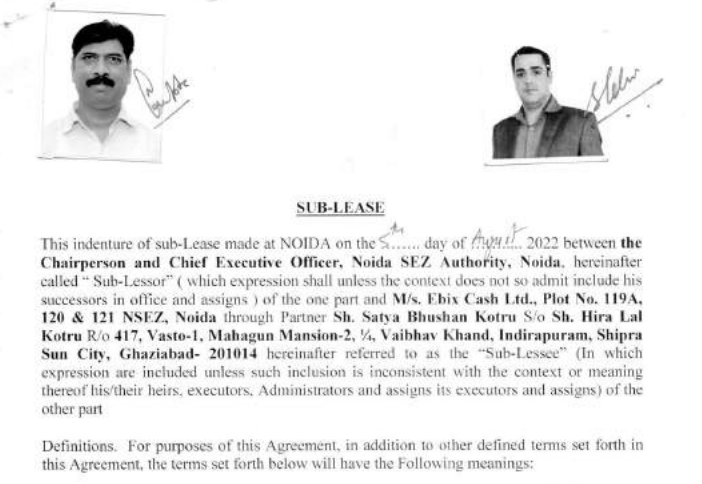 SUB-LEASE
This indenture of sub-Lease made at NOIDA on the 5th...... day of August.... 2022 between the
Chairperson and Chief Executive Officer, Noida SEZ Authority, Noida, hereinafter
called " Sub-Lessor" ( which expression shall unless the context does not so admit include his
successors in office and assigns ) of the one part and M/s. Ebix Cash Ltd., Plot No. 119A,
120 & 121 NSEZ, Noida through Partner Sh. Satya Bhushan Kotru S/o Sh. Hira Lal
Kotru R/o 417, Vasto-1, Mahagun Mansion-2, ¼, Vaibhav Khand, Indirapuram, Shipra
Sun City, Ghaziabad- 201014 hereinafter referred to as the "Sub-Lessee" (In which
expression are included unless such inclusion is inconsistent with the context or meaning
thereof his/their heirs, executors, Administrators and assigns its executors and assigns) of the
other part
Definitions. For purposes of this Agreement, in addition to other defined terms set forth in
this Agreement, the terms set forth below will have the Following meanings: